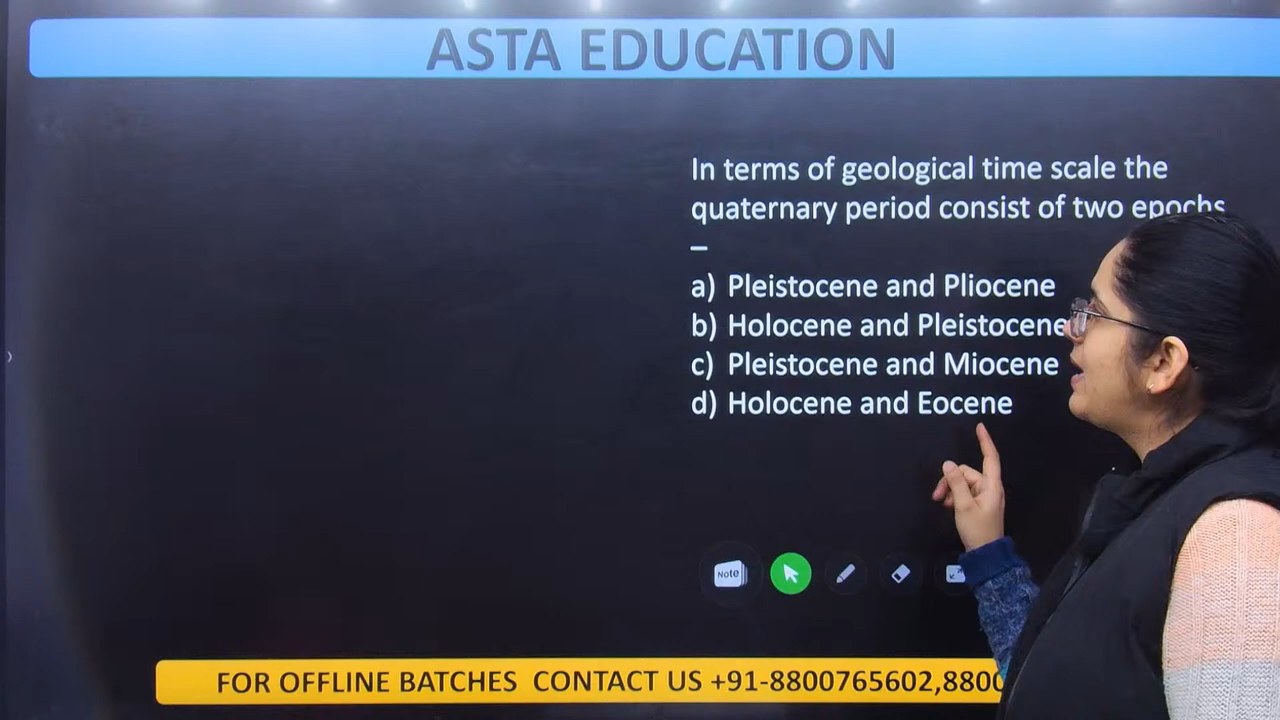 ASTA EDUCATION
In terms of geological time scale the
quaternary period consist of two epochs
–
a) Pleistocene and Pliocene
b) Holocene and Pleistocene
c) Pleistocene and Miocene
d) Holocene and Eocene
Note
FOR OFFLINE BATCHES CONTACT US +91-8800765602,880